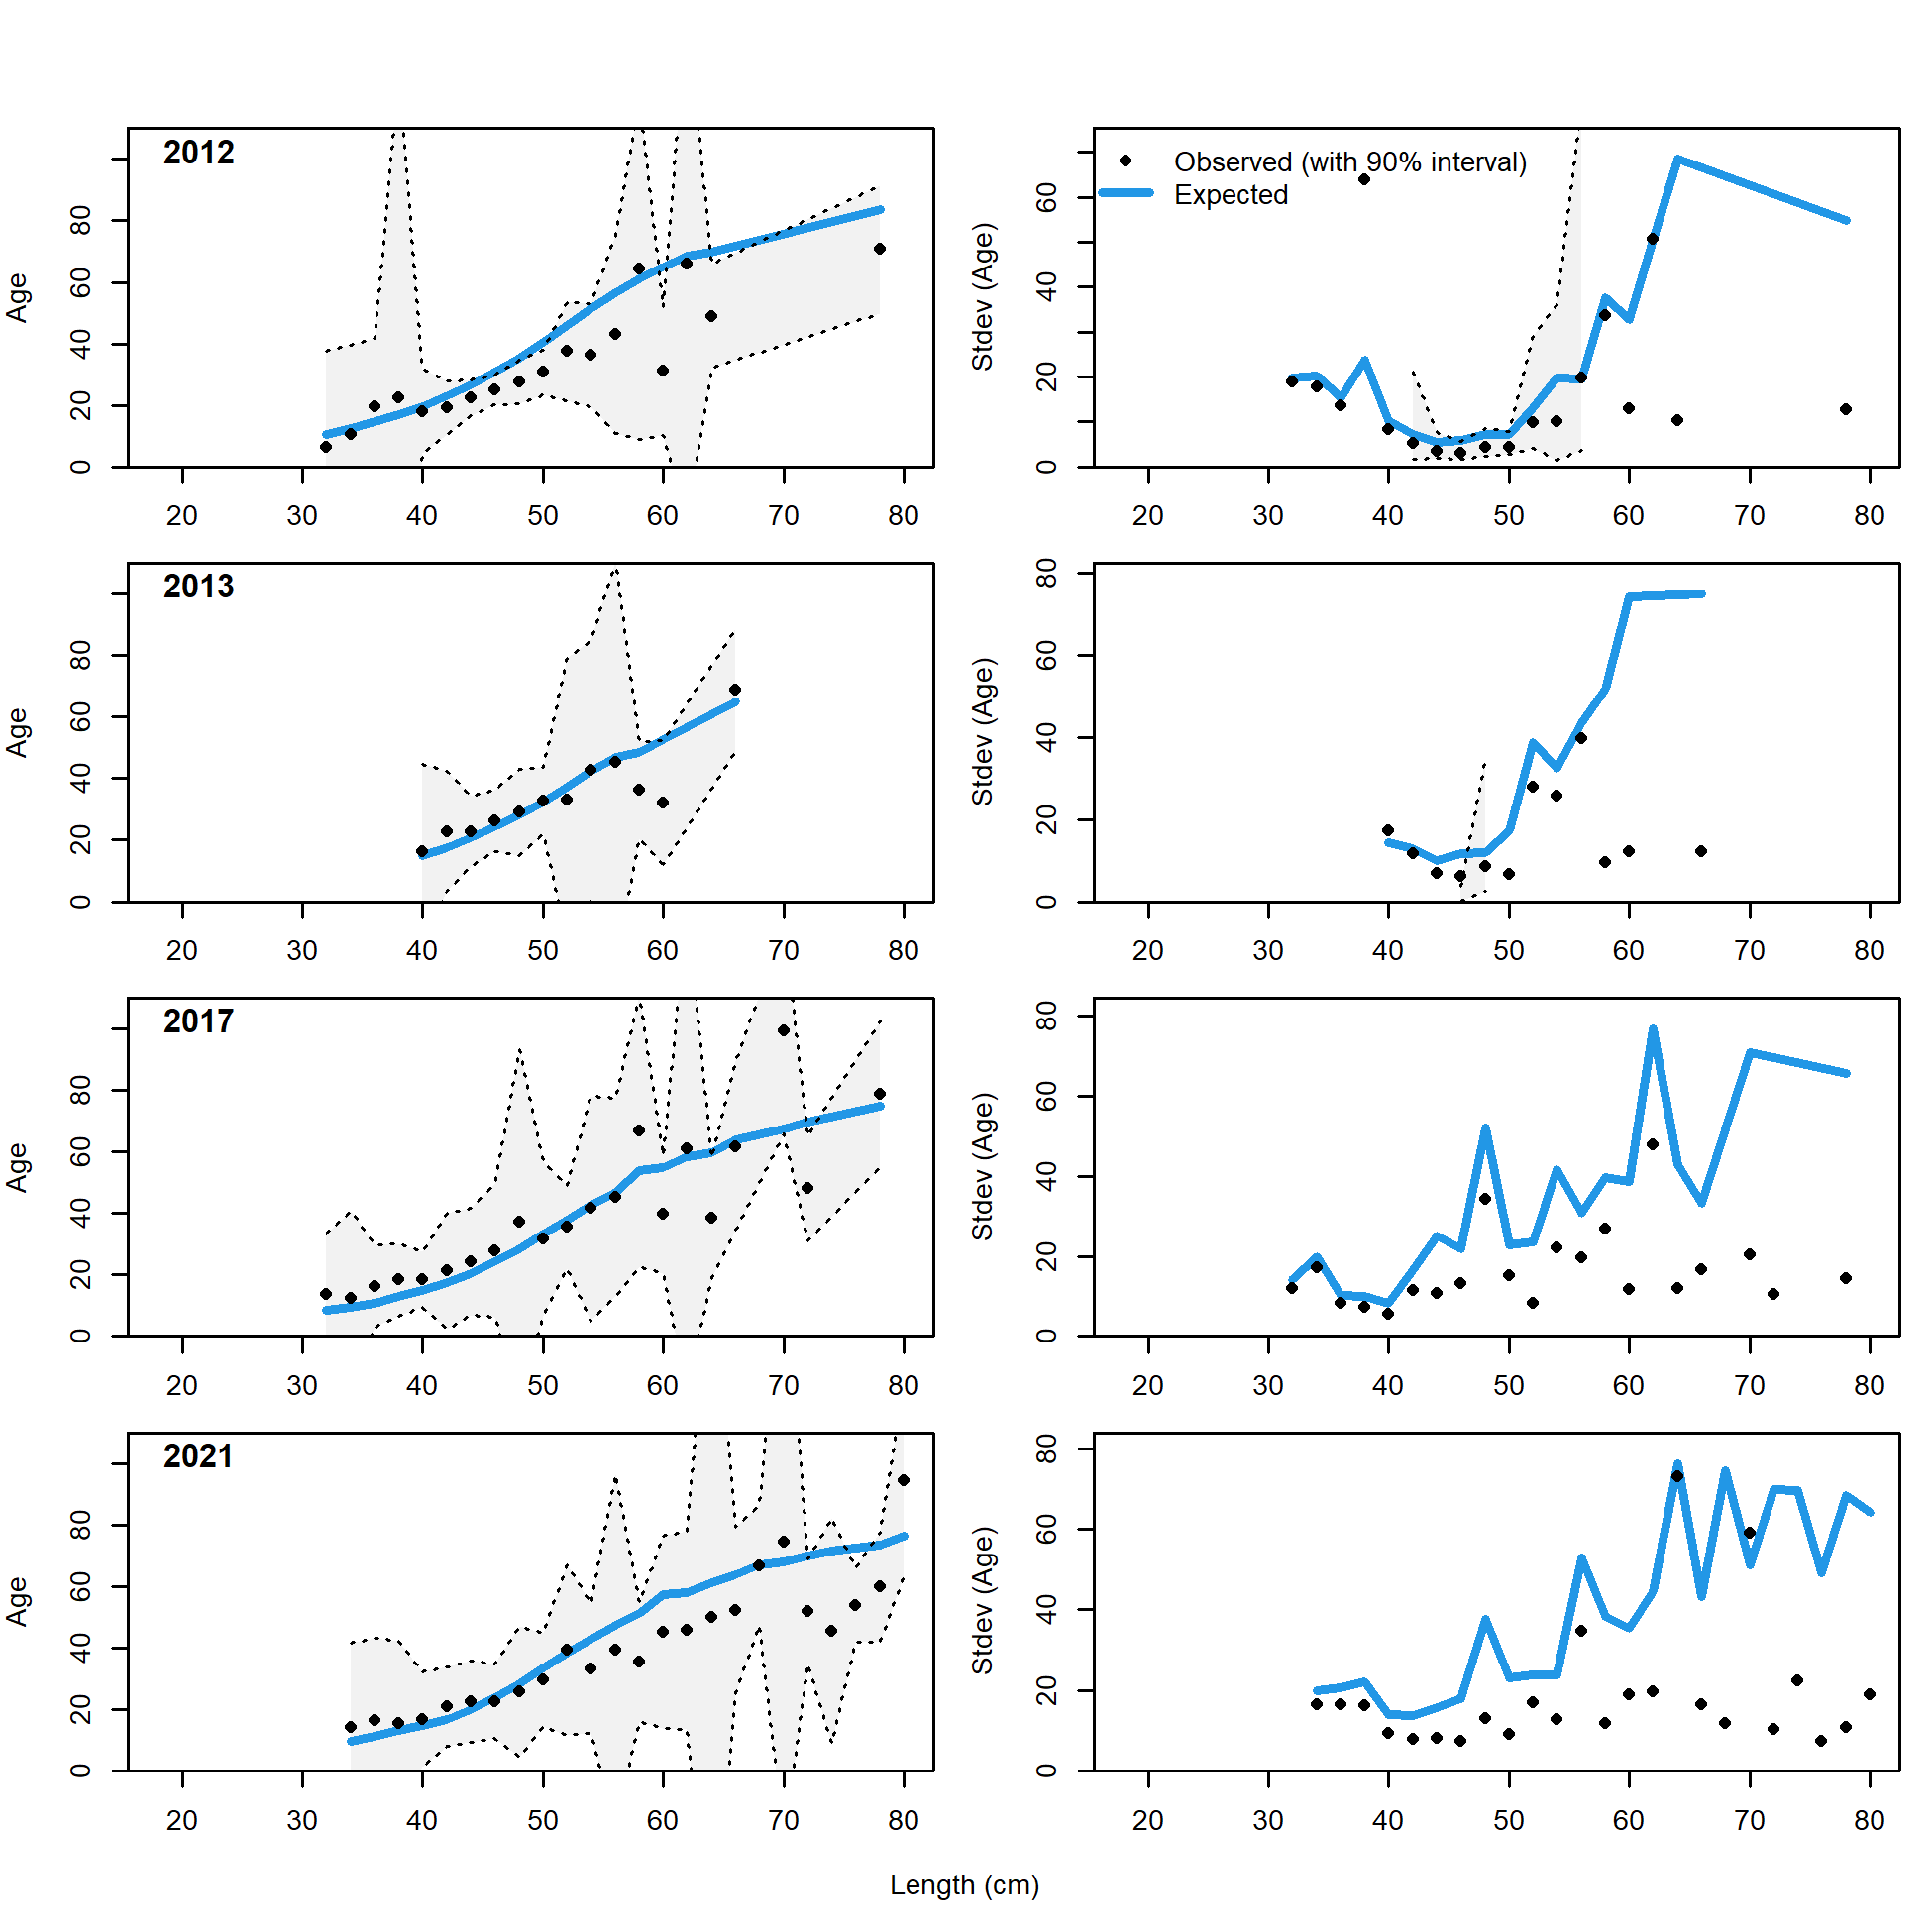 2012
Age
0 20 40 60 80
20 30 40 50 60 70 80
Observed (with 90% interval)
Expected
Stdev (Age)
0 20 40 60
20 30 40 50 60 70 80
2013
Age
0 20 40 60 80
20 30 40 50 60 70 80
Stdev (Age)
0 20 40 60 80
20 30 40 50 60 70 80
2017
Age
0 20 40 60 80
20 30 40 50 60 70 80
Stdev (Age)
0 20 40 60 80
20 30 40 50 60 70 80
2021
Age
0 20 40 60 80
20 30 40 50 60 70 80
Stdev (Age)
0 20 40 60 80
20 30 40 50 60 70 80
Length (cm)